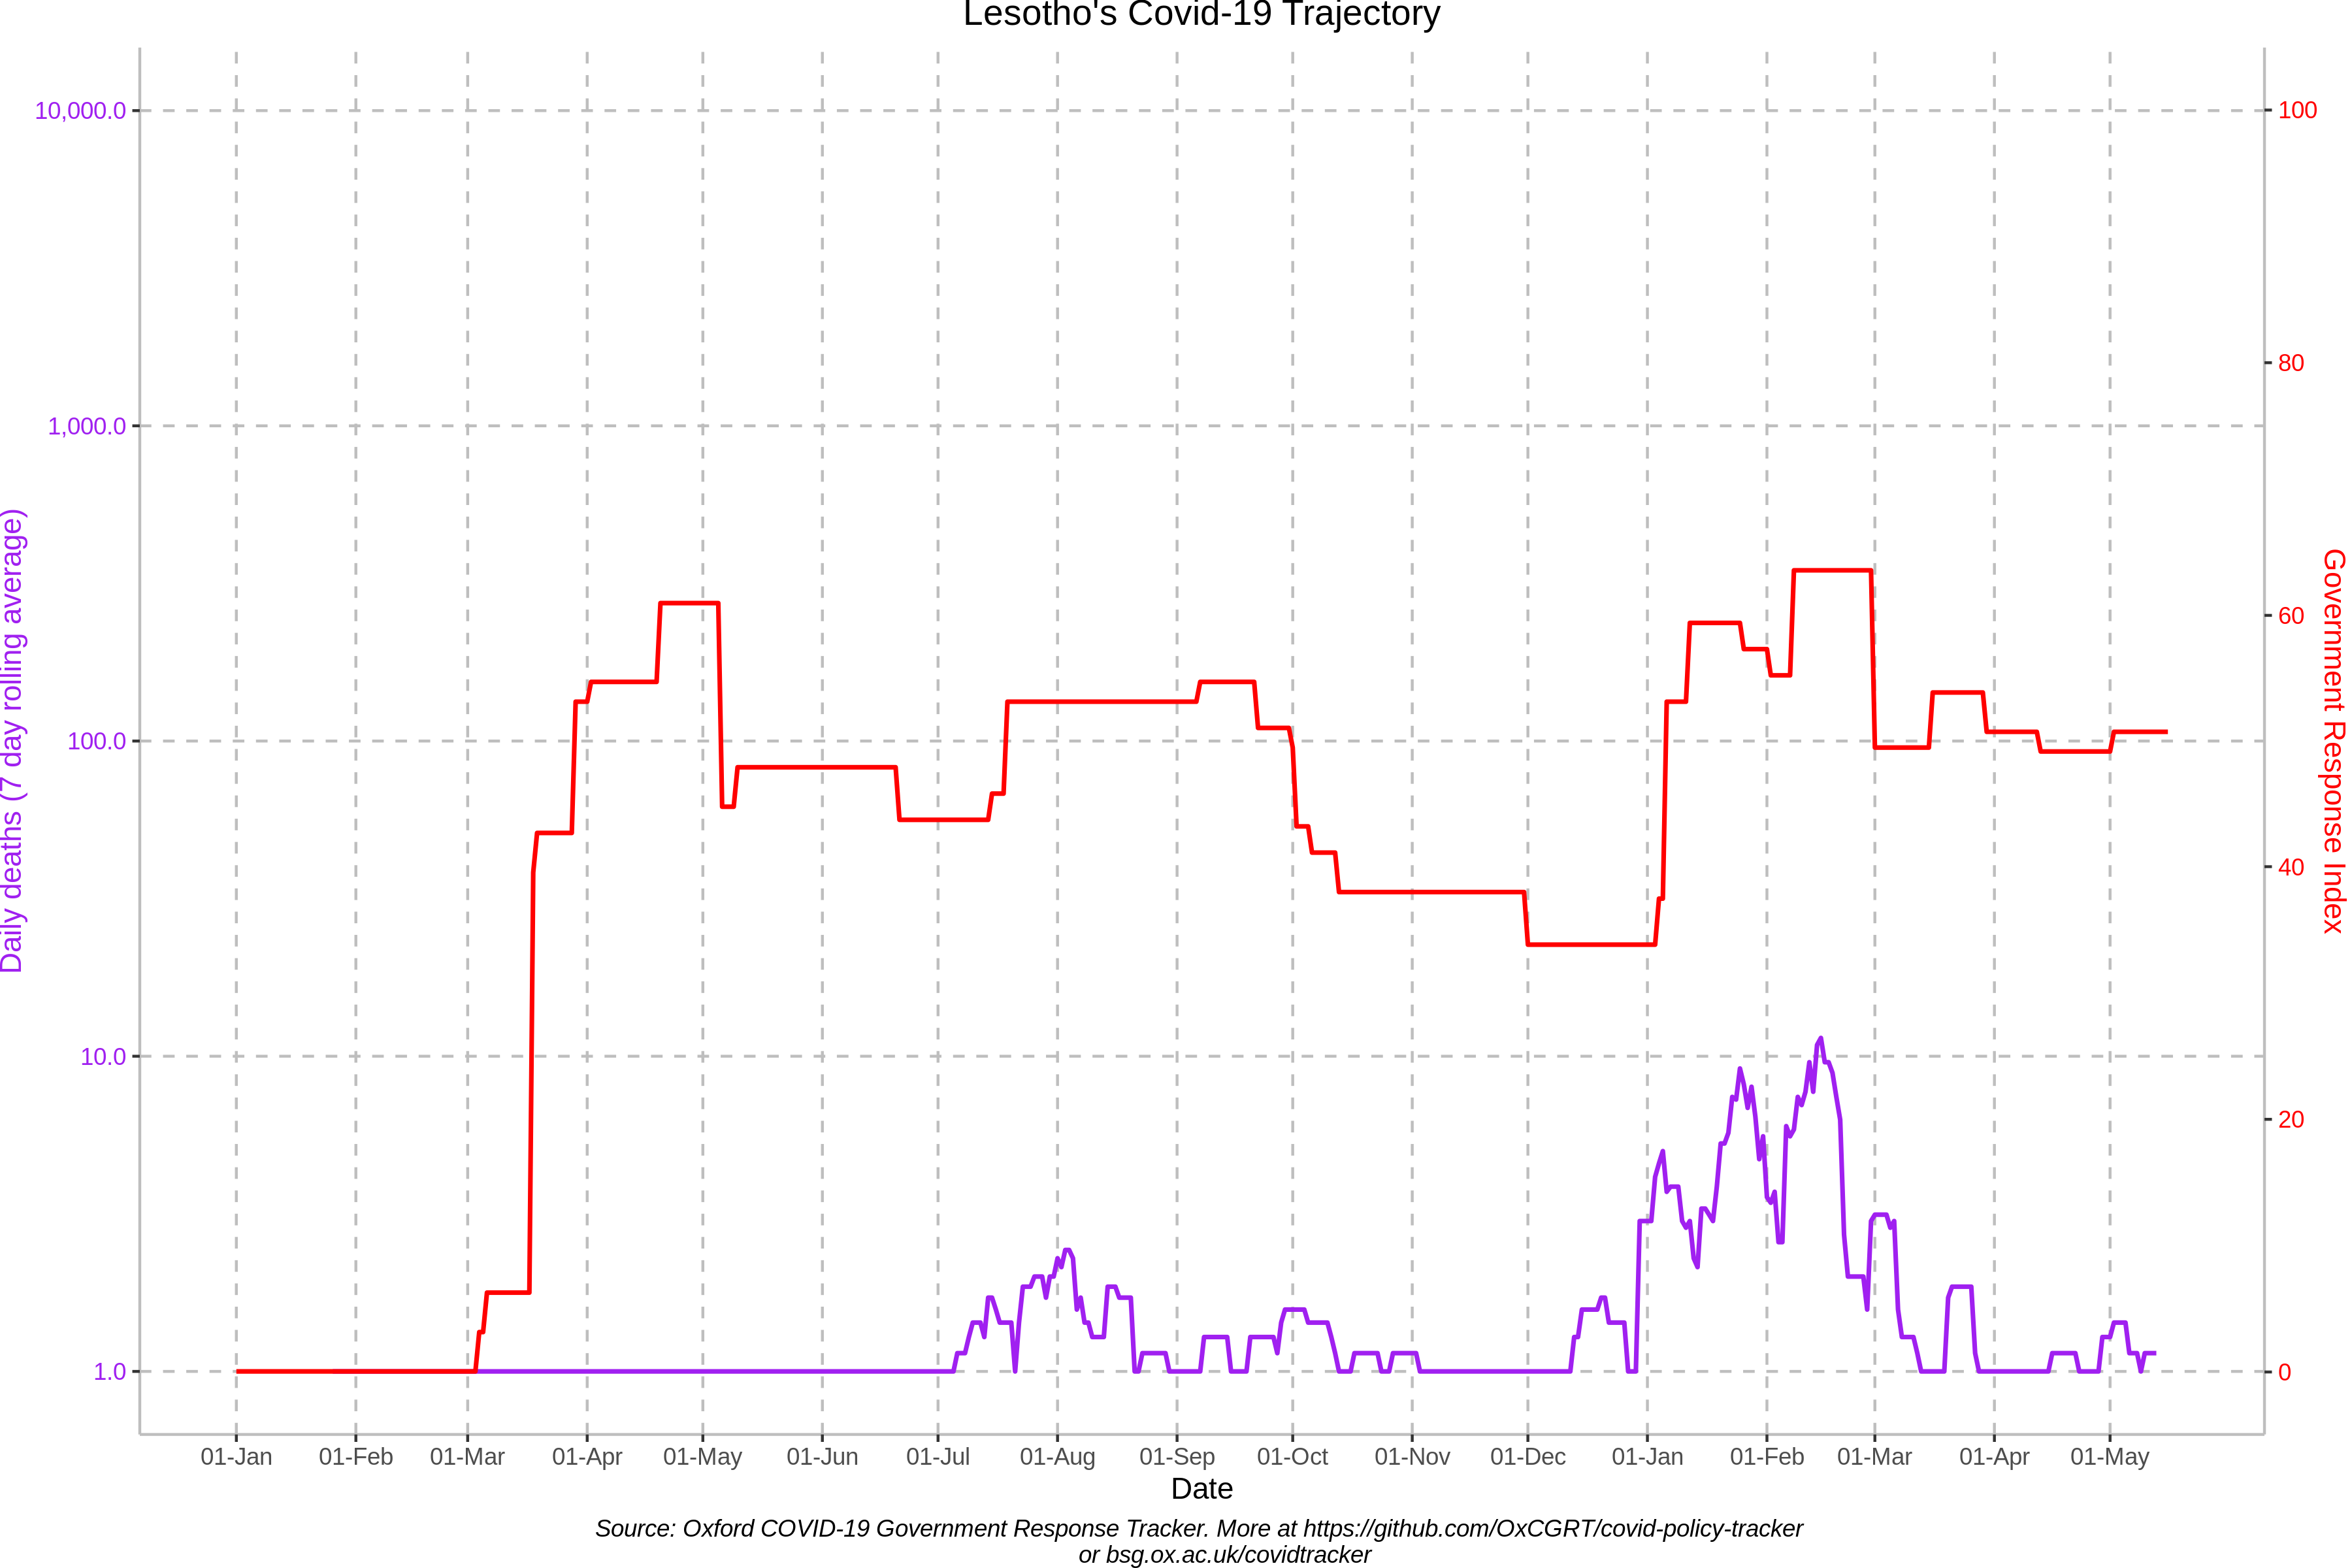 Lesotho's Covid-19 Trajectory
10,000.0
1,000.0
100.0
10.0
1.0
Daily deaths (7 day rolling average)
100
80
60
40
20
0
Government Response Index
01-Jan 01-Feb 01-Mar 01-Apr 01-May 01-Jun 01-Jul 01-Aug 01-Sep 01-Oct 01-Nov 01-Dec 01-Jan 01-Feb 01-Mar 01-Apr 01-May
Date
Source: Oxford COVID-19 Government Response Tracker. More at https://github.com/OxCGRT/covid-policy-tracker
or bsg.ox.ac.uk/covidtracker